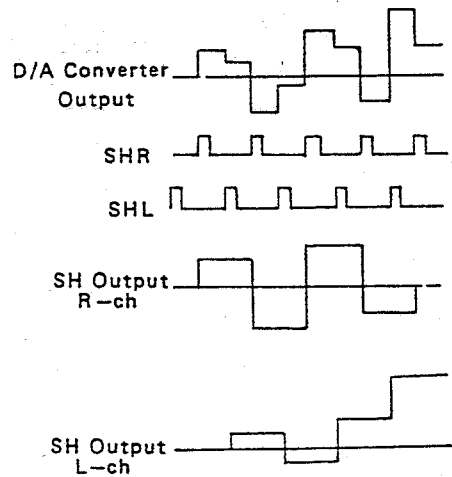 D/A Converter
Output
SHR
SHL
SH Output
R-ch
SH Output
L-ch